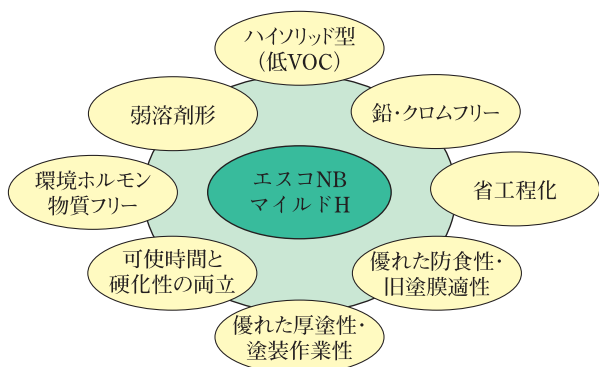 ハイソリッド型
（低VOC）
弱溶剤形
鉛・クロムフリー
環境ホルモン
物質フリー
エスコNB
マイルドH
省工程化
可使時間と
硬化性の両立
優れた防食性・
旧塗膜適性
優れた厚塗性・
塗装作業性